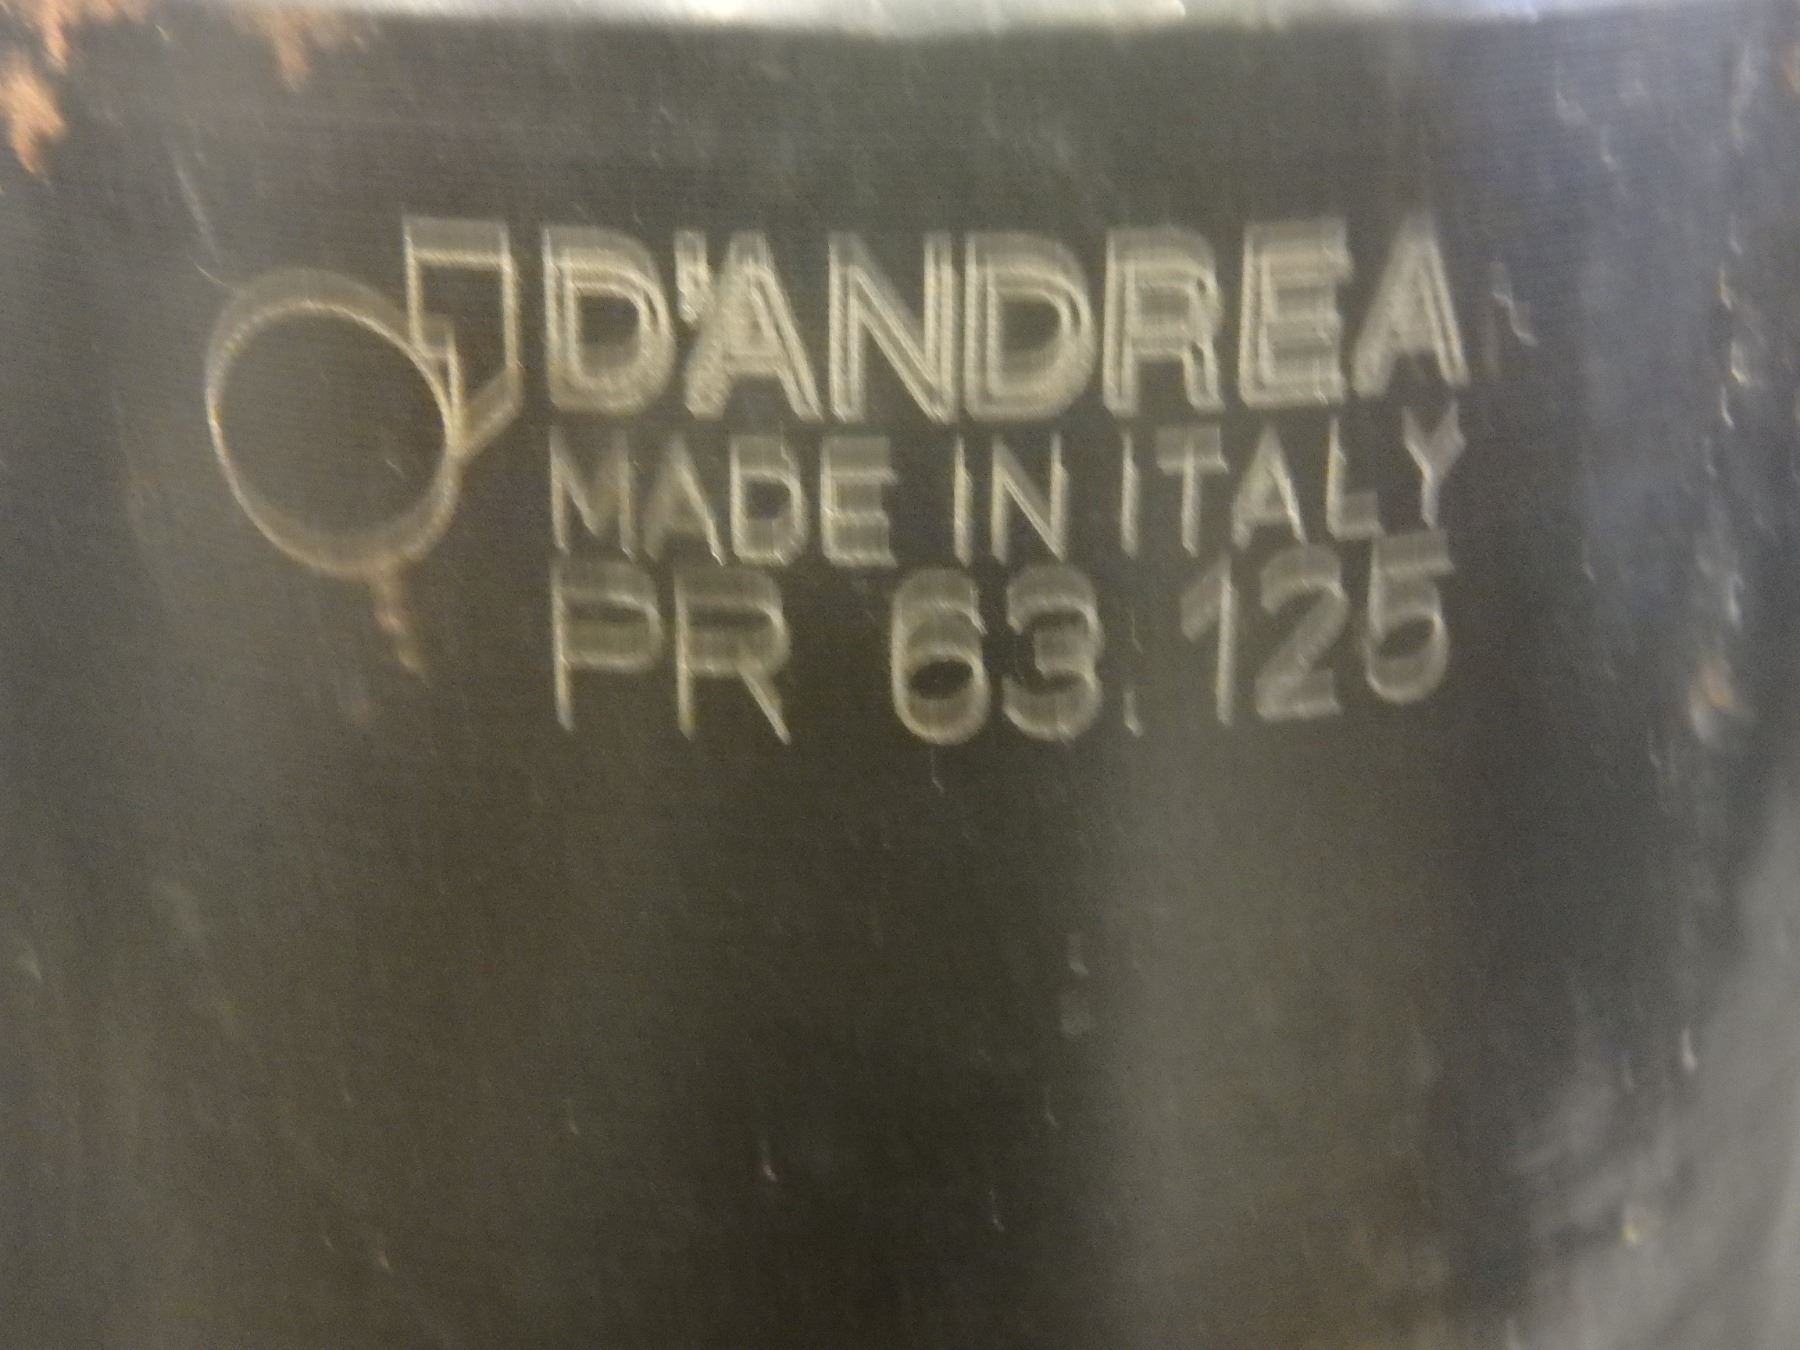 D'ANDREA
MADE IN ITALY
PR 63.125